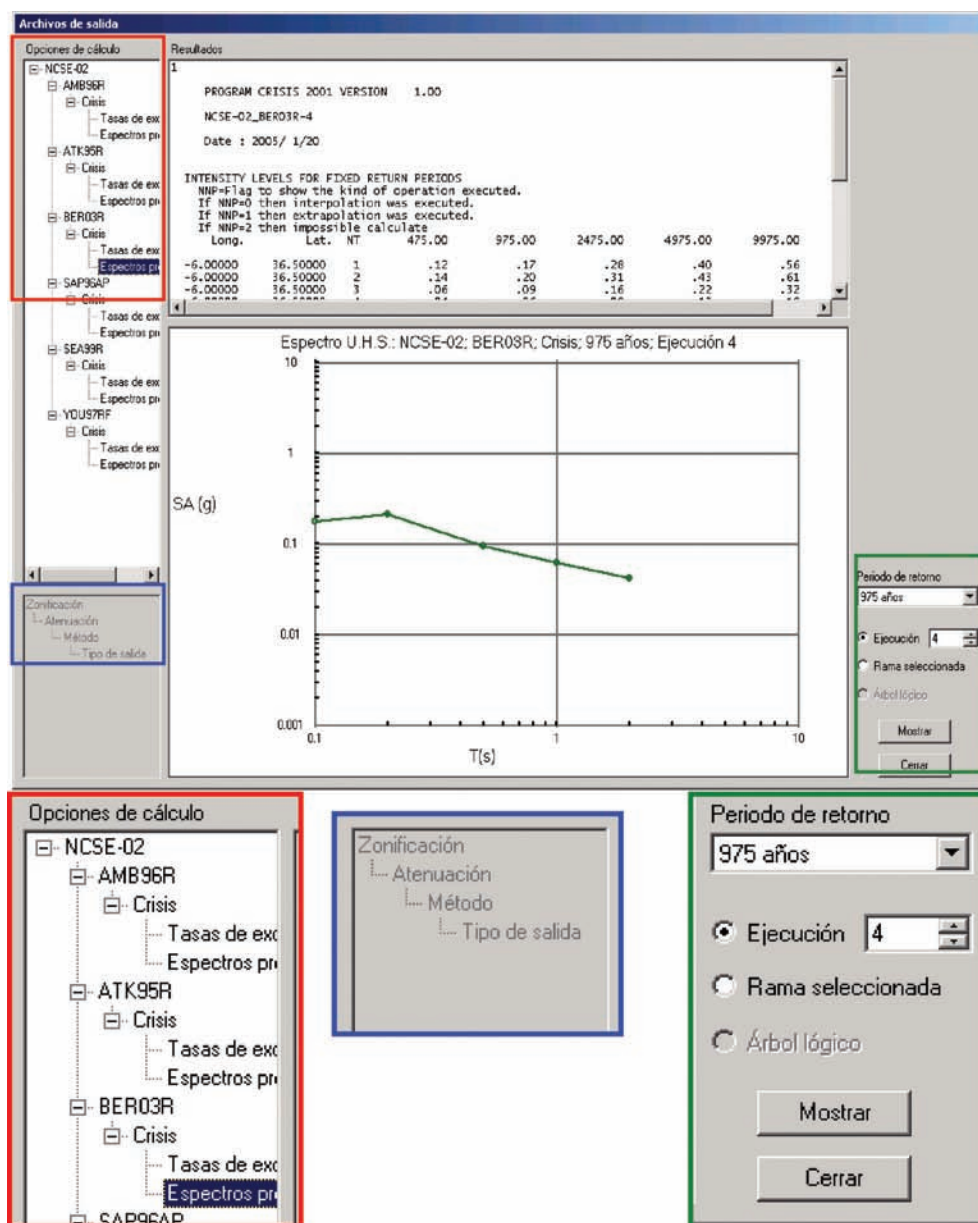 Archivos de salida
Opciones de cálculo
NCSE-02
AMB96R
Crisis
Tasas de exc
Espectros pr
ATK95R
Crisis
Tasas de exc
Espectros pr
BER03R
Crisis
Tasas de exc
Espectros pr
SAP96AP
Crisis
Tasas de exc
Espectros pr
SEA99R
Crisis
Tasas de exc
Espectros pr
YOU97RF
Crisis
Tasas de exc
Espectros pr
Zonificación
Atenuación
Método
Tipo de salida
Resultados
1
PROGRAM CRISIS 2001 VERSION 1.00
NCSE-02_BER03R-4
Date : 2005/ 1/20
INTENSITY LEVELS FOR FIXED RETURN PERIODS
NNP=Flag to show the kind of operation executed.
If NNP=0 then interpolation was executed.
If NNP=1 then extrapolation was executed.
If NNP=2 then impossible calculate
Long. Lat. NT 475.00 975.00 2475.00 4975.00 9975.00
-6.00000 36.50000 1 .12 .17 .28 .40 .56
-6.00000 36.50000 2 .14 .20 .31 .43 .61
-6.00000 36.50000 3 .06 .09 .16 .22 .32
Espectro U.H.S.: NCSE-02; BER03R; Crisis; 975 años; Ejecución 4
10
1
SA (g)
0.1
0.01
0.001
0.1 1 10
T(s)
Periodo de retorno
975 años
Ejecución 4
Rama seleccionada
Árbol lógico
Mostrar
Cerrar
Opciones de cálculo
NCSE-02
AMB96R
Crisis
Tasas de exc
Espectros pr
ATK95R
Crisis
Tasas de exc
Espectros pr
BER03R
Crisis
Tasas de exc
Espectros pr
SAP96AP
Zonificación
Atenuación
Método
Tipo de salida
Periodo de retorno
975 años
Ejecución 4
Rama seleccionada
Árbol lógico
Mostrar
Cerrar